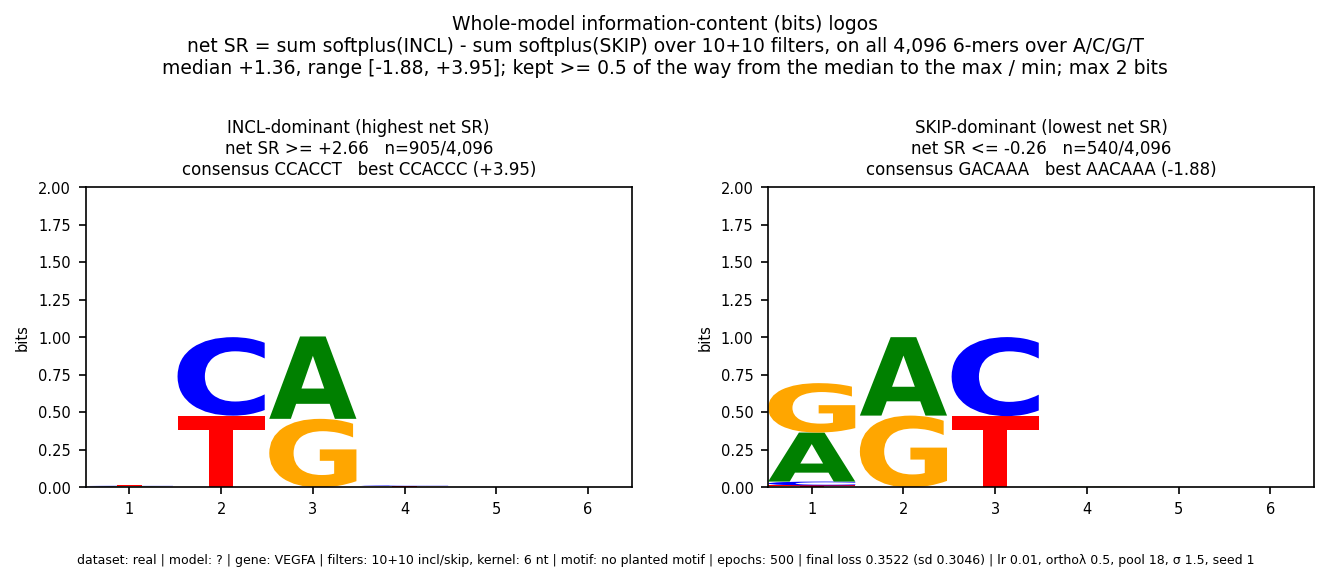 Whole-model information-content (bits) logos
net SR = sum softplus(INCL) - sum softplus(SKIP) over 10+10 filters, on all 4,096 6-mers over A/C/G/T
median +1.36, range [-1.88, +3.95]; kept >= 0.5 of the way from the median to the max / min; max 2 bits
INCL-dominant (highest net SR)
net SR >= +2.66   n=905/4,096
consensus CCACCT   best CCACCC (+3.95)
2.00
1.75
1.50
1.25
1.00
0.75
0.50
0.25
0.00
bits
C A
T G
1 2 3 4 5 6
SKIP-dominant (lowest net SR)
net SR <= -0.26   n=540/4,096
consensus GACAAA   best AACAAA (-1.88)
2.00
1.75
1.50
1.25
1.00
0.75
0.50
0.25
0.00
bits
G A C
A G T
C
1 2 3 4 5 6
dataset: real | model: ? | gene: VEGFA | filters: 10+10 incl/skip, kernel: 6 nt | motif: no planted motif | epochs: 500 | final loss 0.3522 (sd 0.3046) | lr 0.01, orthoλ 0.5, pool 18, σ 1.5, seed 1